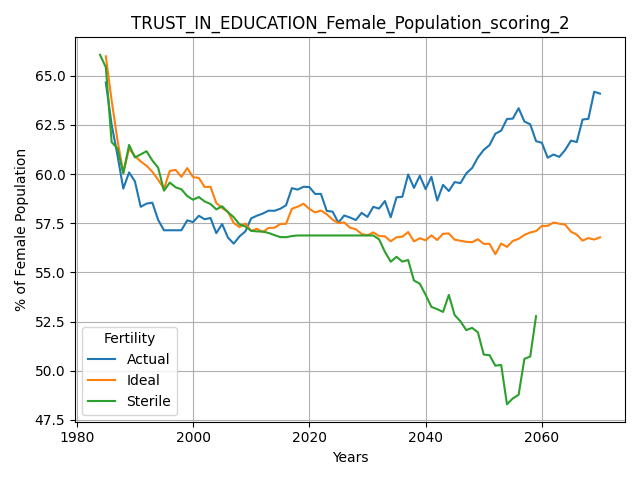 TRUST_IN_EDUCATION_Female_Population_scoring_2
% of Female Population
65.0
62.5
60.0
57.5
55.0
52.5
50.0
47.5
Fertility
Actual
Ideal
Sterile
1980 2000 2020 2040 2060
Years